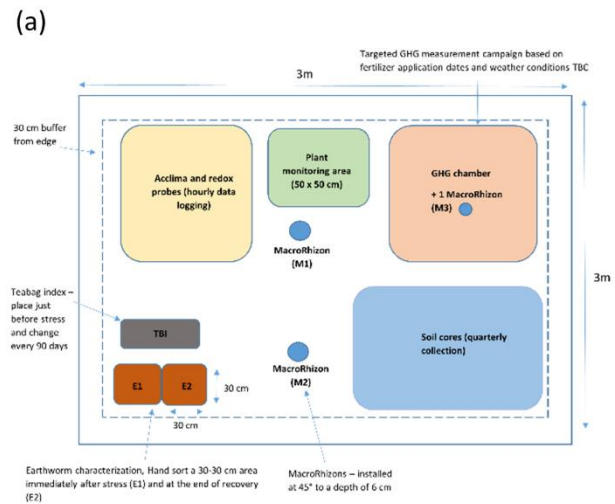 (a)
Targeted GHG measurement campaign based on
fertilizer application dates and weather conditions TBC
3m
30 cm buffer
from edge
Acclima and redox
probes (hourly data
logging)
Plant
monitoring area
(50 x 50 cm)
GHG chamber
+ 1 MacroRhizon
(M3)
MacroRhizon
(M1)
3m
Teabag index –
place just
before stress
and change
every 90 days
TBI
Soil cores (quarterly
collection)
MacroRhizon
(M2)
E1
E2
30 cm
30 cm
Earthworm characterization, Hand sort a 30-30 cm area
immediately after stress (E1) and at the end of recovery
(E2)
MacroRhizons – installed
at 45° to a depth of 6 cm